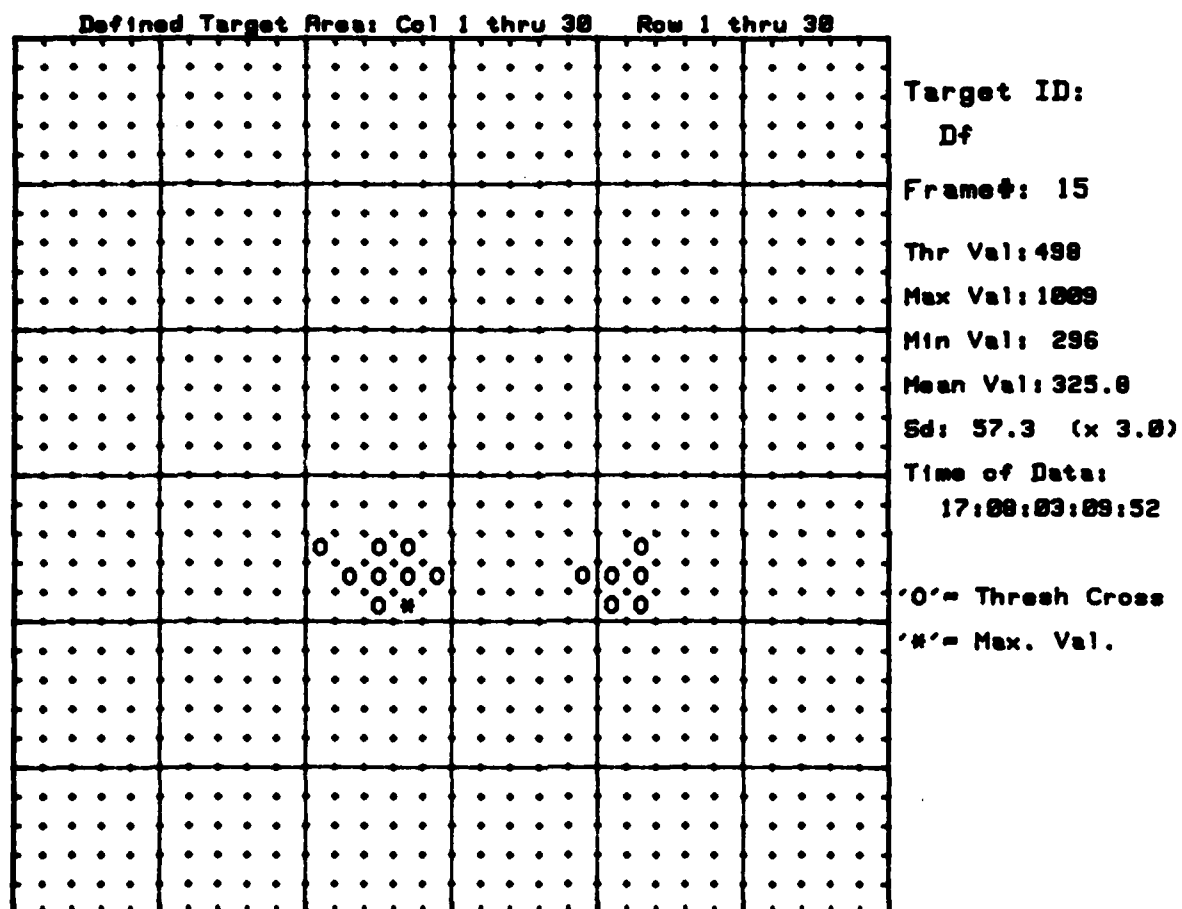 Defined Target Area: Col 1 thru 30 Row 1 thru 30
Target ID:
Df
Frame#: 15
Thr Val:498
Max Val:1009
Min Val: 296
Mean Val:325.8
Sd: 57.3 (x 3.0)
Time of Data:
17:08:03:09:52
O O O O
O O O O O O O
O # O O
'O'= Thresh Cross
'#'= Max. Val.